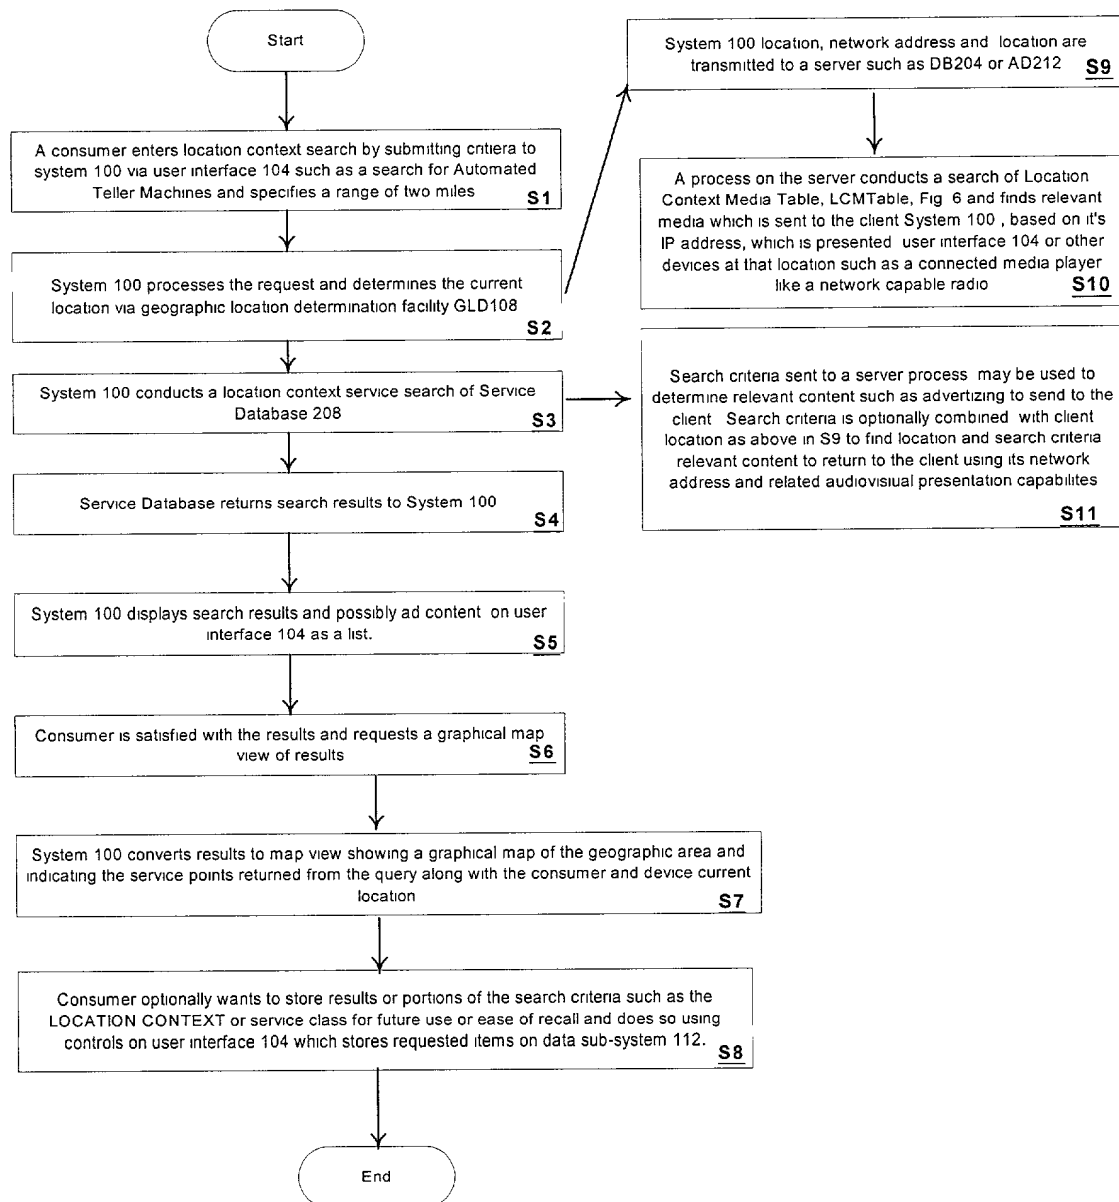 Start
A consumer enters location context search by submitting critiera to
system 100 via user interface 104 such as a search for Automated
Teller Machines and specifies a range of two miles
S1
System 100 processes the request and determines the current
location via geographic location determination facility GLD108
S2
System 100 conducts a location context service search of Service
Database 208
S3
Service Database returns search results to System 100
S4
System 100 displays search results and possibly ad content on user
interface 104 as a list.
S5
Consumer is satisfied with the results and requests a graphical map
view of results
S6
System 100 converts results to map view showing a graphical map of the geographic area and
indicating the service points returned from the query along with the consumer and device current
location
S7
Consumer optionally wants to store results or portions of the search criteria such as the
LOCATION CONTEXT or service class for future use or ease of recall and does so using
controls on user interface 104 which stores requested items on data sub-system 112.
S8
End
System 100 location, network address and location are
transmitted to a server such as DB204 or AD212
S9
A process on the server conducts a search of Location
Context Media Table, LCMTable, Fig 6 and finds relevant
media which is sent to the client System 100 , based on it's
IP address, which is presented user interface 104 or other
devices at that location such as a connected media player
like a network capable radio
S10
Search criteria sent to a server process may be used to
determine relevant content such as advertizing to send to the
client Search criteria is optionally combined with client
location as above in S9 to find location and search criteria
relevant content to return to the client using its network
address and related audiovisiual presentation capabilites
S11